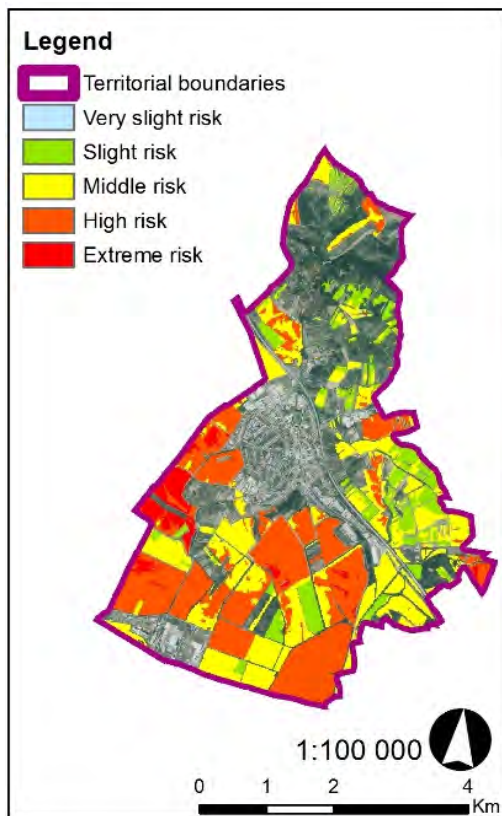 Legend
Territorial boundaries
Very slight risk
Slight risk
Middle risk
High risk
Extreme risk
1:100 000
0 1 2 4
Km